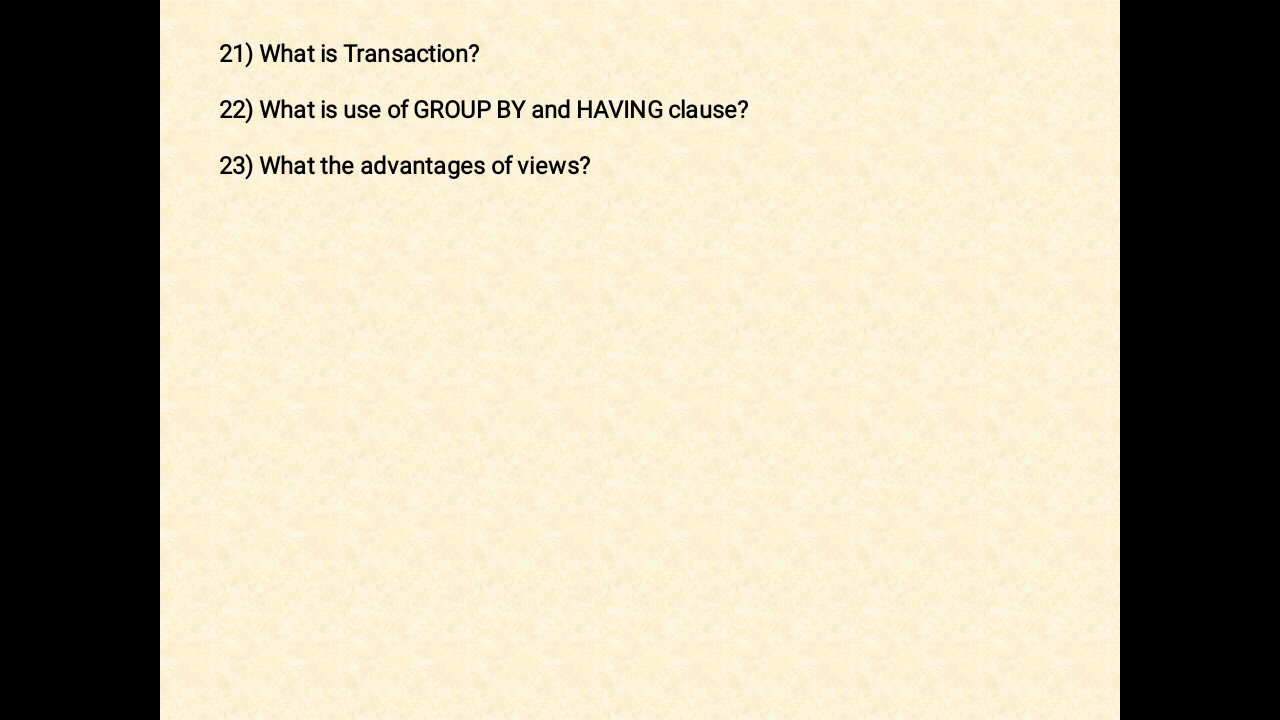 21) What is Transaction?
22) What is use of GROUP BY and HAVING clause?
23) What the advantages of views?